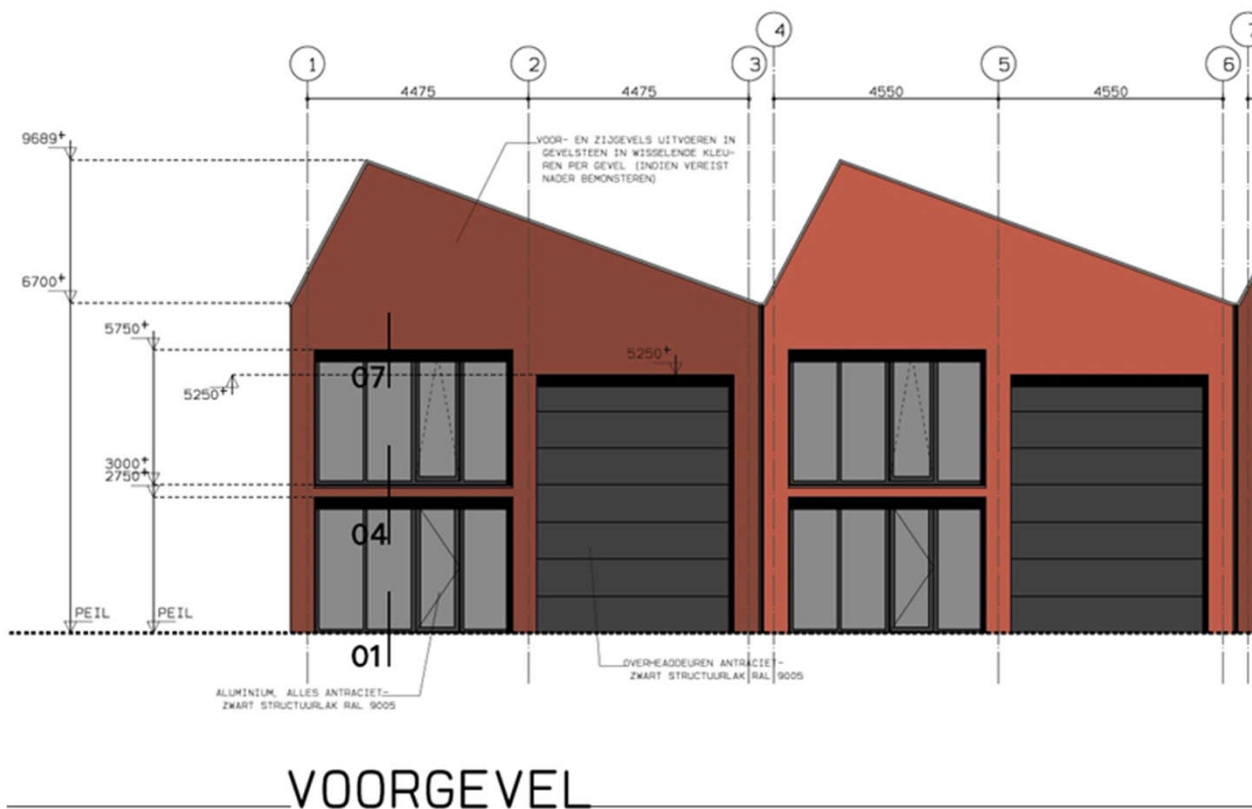 1
2
3
4
5
6
7
4475
4475
4550
4550
9689+
VOOR- EN ZIJGEVELS UITVOEREN IN
GEVELSTEEN IN WISSELENDE KLEU-
REN PER GEVEL (INDIEN VEREIST
NADER BEMONSTEREN)
6700+
5750+
5250+
5250+
07
3000+
2750+
04
PEIL
PEIL
01
OVERHEADDEUREN ANTRACIET-
ZWART STRUCTUURLAK RAL 9005
ALUMINIUM, ALLES ANTRACIET-
ZWART STRUCTUURLAK RAL 9005
VOORGEVEL